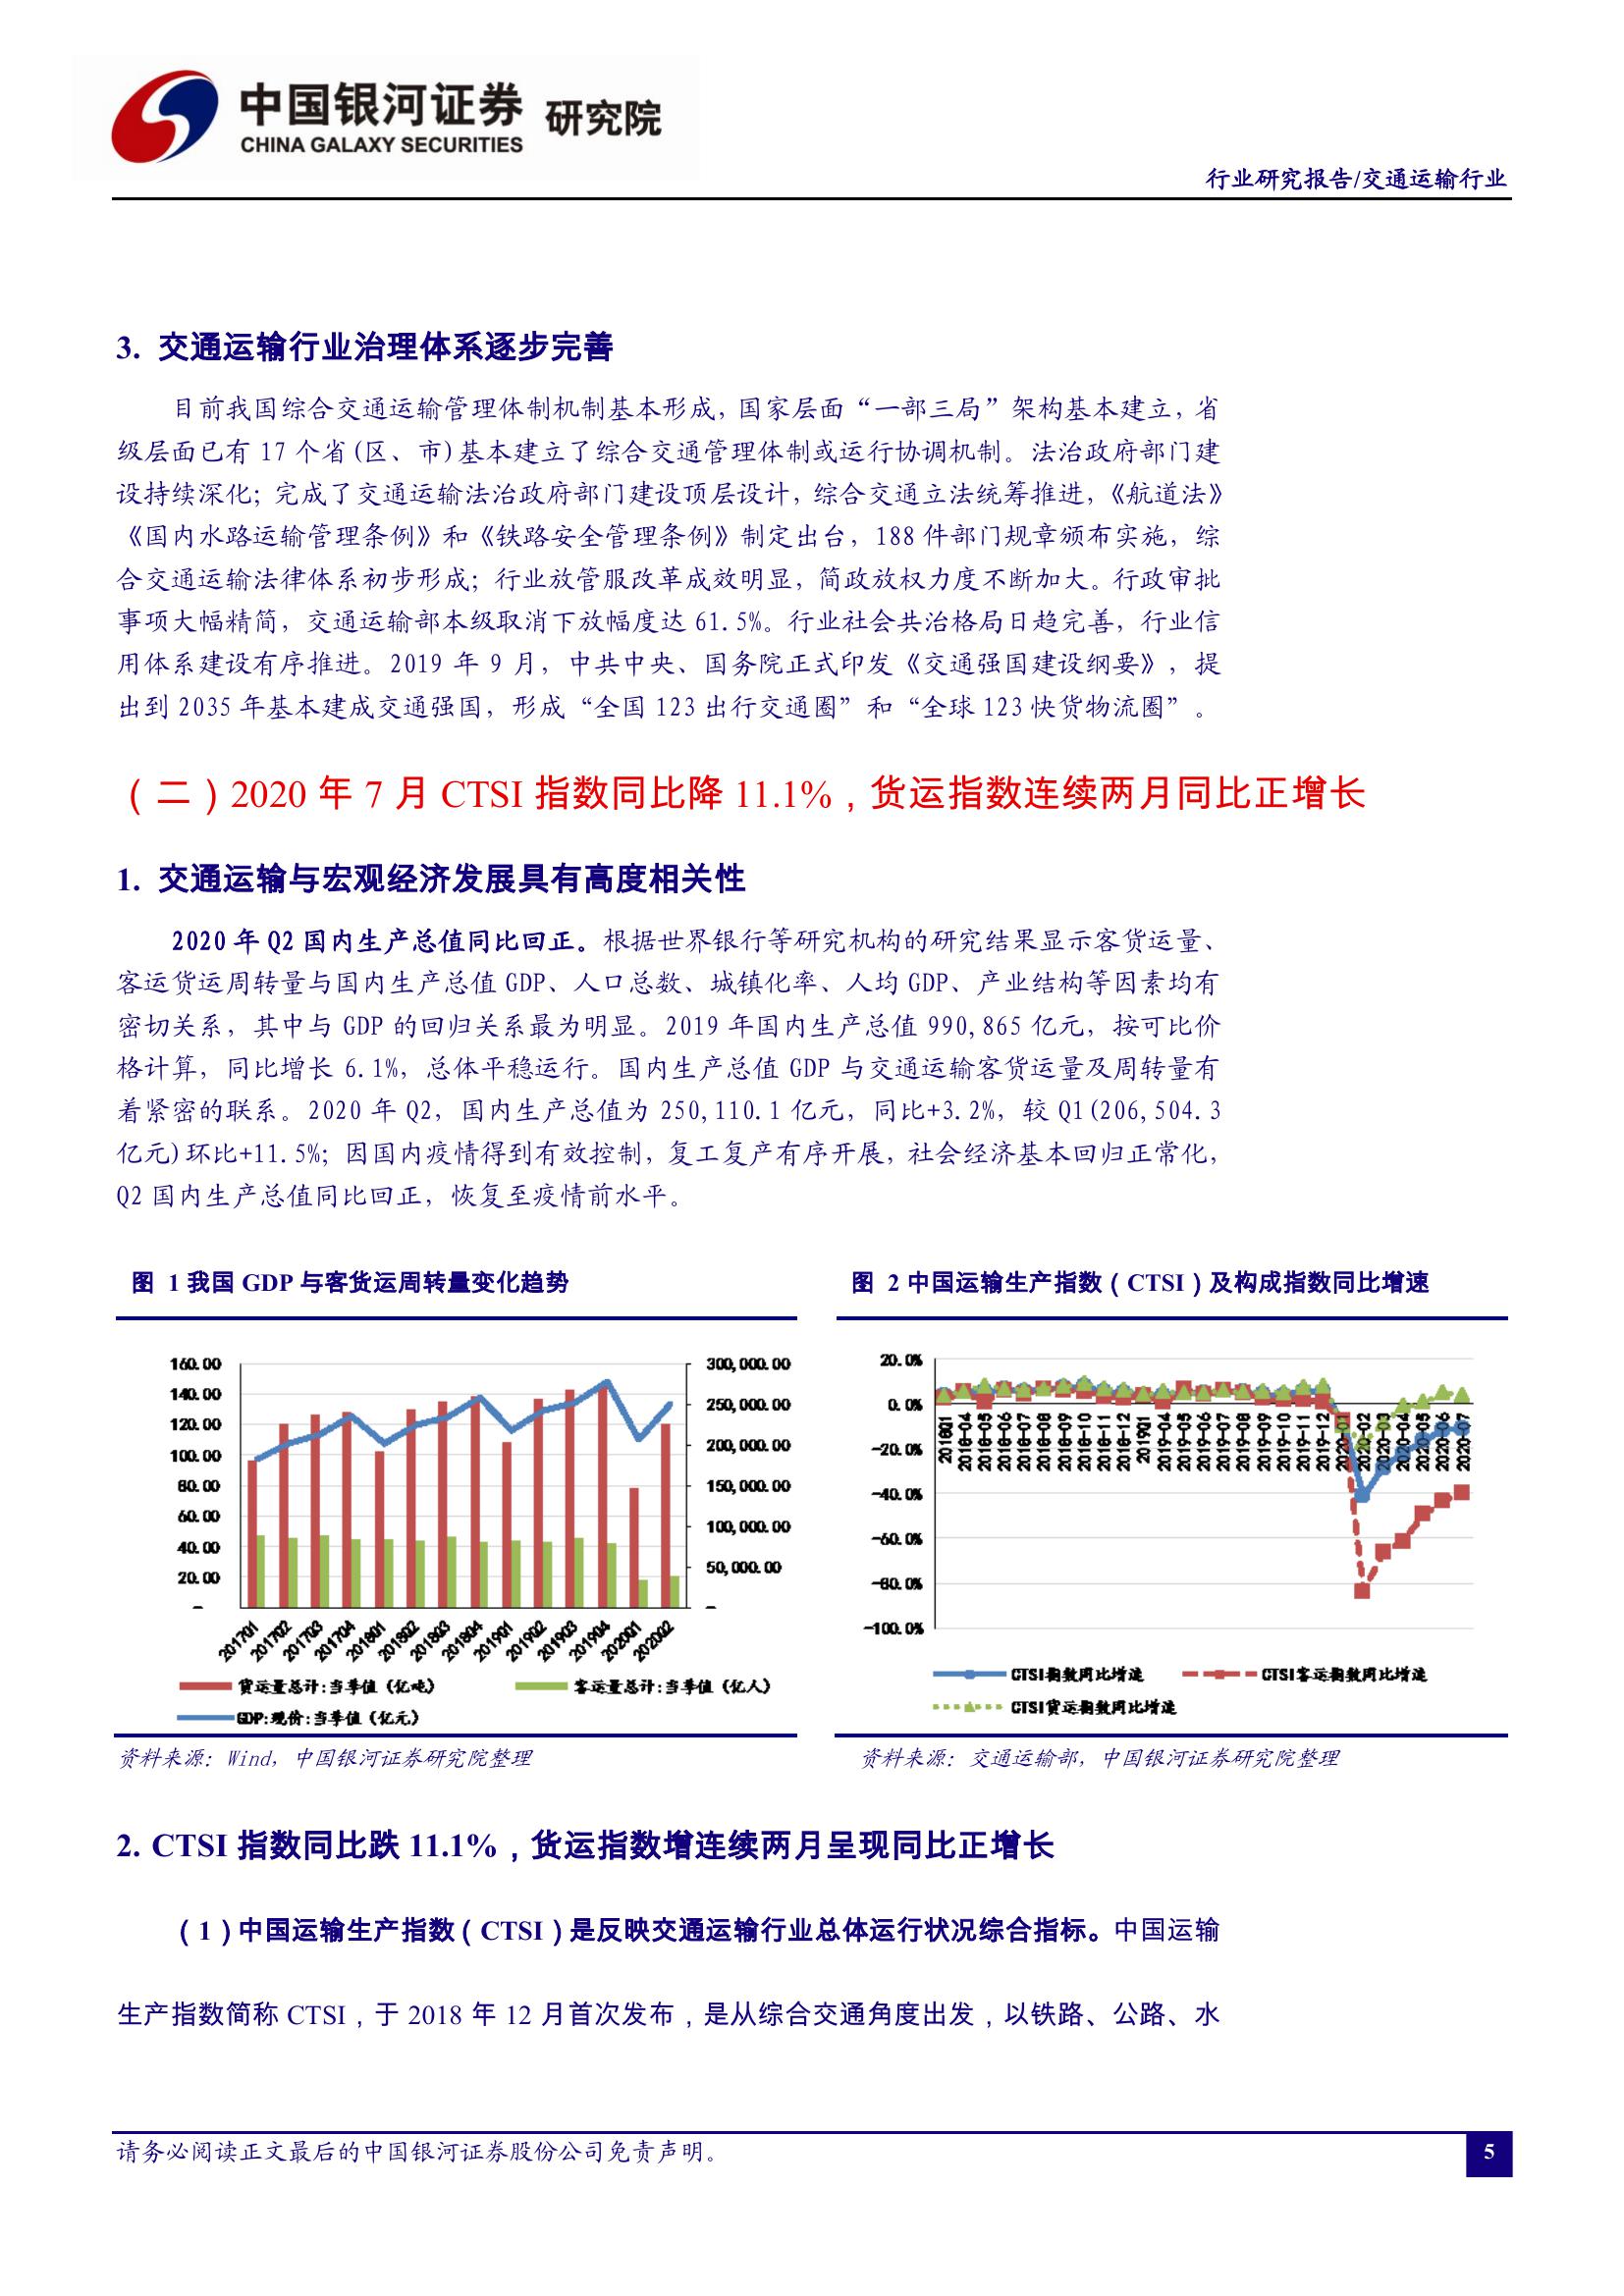 中国银河证券 研究院
CHINA GALAXY SECURITIES
行业研究报告/交通运输行业
3. 交通运输行业治理体系逐步完善
目前我国综合交通运输管理体制机制基本形成，国家层面“一部三局”架构基本建立，省
级层面已有 17 个省(区、市)基本建立了综合交通管理体制或运行协调机制。法治政府部门建
设持续深化；完成了交通运输法治政府部门建设顶层设计，综合交通立法统筹推进，《航道法》
《国内水路运输管理条例》和《铁路安全管理条例》制定出台，188 件部门规章颁布实施，综
合交通运输法律体系初步形成；行业放管服改革成效明显，简政放权力度不断加大。行政审批
事项大幅精简，交通运输部本级取消下放幅度达 61.5%。行业社会共治格局日趋完善，行业信
用体系建设有序推进。2019 年 9 月，中共中央、国务院正式印发《交通强国建设纲要》，提
出到 2035 年基本建成交通强国，形成“全国 123 出行交通圈”和“全球 123 快货物流圈”。
（二）2020 年 7 月 CTSI 指数同比降 11.1%，货运指数连续两月同比正增长
1. 交通运输与宏观经济发展具有高度相关性
2020 年 Q2 国内生产总值同比回正。根据世界银行等研究机构的研究结果显示客货运量、
客运货运周转量与国内生产总值 GDP、人口总数、城镇化率、人均 GDP、产业结构等因素均有
密切关系，其中与 GDP 的回归关系最为明显。2019 年国内生产总值 990,865 亿元，按可比价
格计算，同比增长 6.1%，总体平稳运行。国内生产总值 GDP 与交通运输客货运量及周转量有
着紧密的联系。2020 年 Q2，国内生产总值为 250,110.1 亿元，同比+3.2%，较 Q1(206,504.3
亿元)环比+11.5%；因国内疫情得到有效控制，复工复产有序开展，社会经济基本回归正常化，
Q2 国内生产总值同比回正，恢复至疫情前水平。
图 1 我国 GDP 与客货运周转量变化趋势
160.00
140.00
120.00
100.00
80.00
60.00
40.00
20.00
-
300,000.00
250,000.00
200,000.00
150,000.00
100,000.00
50,000.00
-
2017Q1 2017Q2 2017Q3 2017Q4 2018Q1 2018Q2 2018Q3 2018Q4 2019Q1 2019Q2 2019Q3 2019Q4 2020Q1 2020Q2
货运量总计:当季值（亿吨） 客运量总计:当季值（亿人）
GDP:现价:当季值（亿元）
资料来源：Wind，中国银河证券研究院整理
图 2 中国运输生产指数（CTSI）及构成指数同比增速
20.0%
0.0%
-20.0%
-40.0%
-60.0%
-80.0%
-100.0%
2018Q1 2018-04 2018-05 2018-06 2018-07 2018-08 2018-09 2018-10 2018-11 2018-12 2019Q1 2019-04 2019-05 2019-06 2019-07 2019-08 2019-09 2019-10 2019-11 2019-12 2020-01 2020-02 2020-03 2020-04 2020-05 2020-06 2020-07
CTSI指数同比增速 CTSI客运指数同比增速
CTSI货运指数同比增速
资料来源：交通运输部，中国银河证券研究院整理
2. CTSI 指数同比跌 11.1%，货运指数增连续两月呈现同比正增长
（1）中国运输生产指数（CTSI）是反映交通运输行业总体运行状况综合指标。中国运输
生产指数简称 CTSI，于 2018 年 12 月首次发布，是从综合交通角度出发，以铁路、公路、水
请务必阅读正文最后的中国银河证券股份公司免责声明。
5